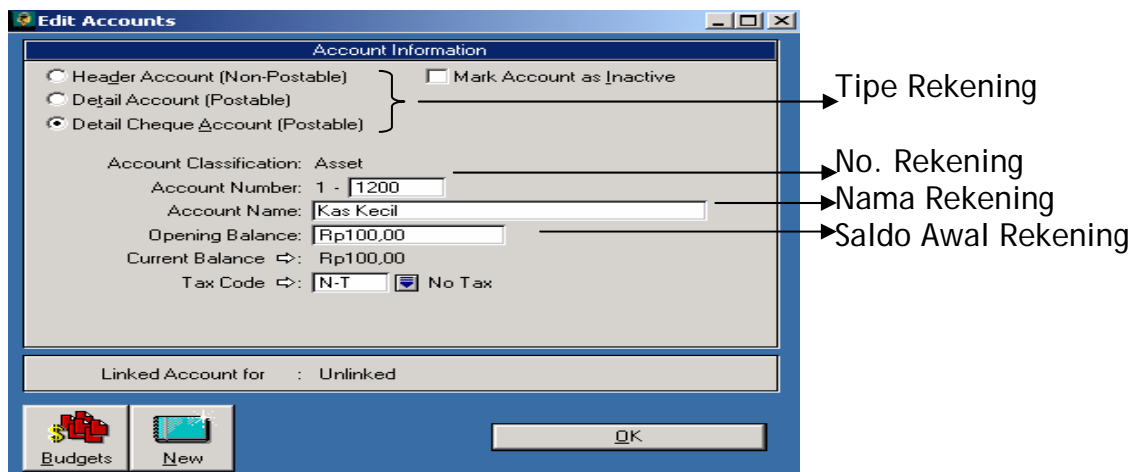 Edit Accounts
Account Information
Header Account (Non-Postable)
Mark Account as Inactive
Detail Account (Postable)
Detail Cheque Account (Postable)
Tipe Rekening
Account Classification: Asset
Account Number: 1 - 1200
No. Rekening
Account Name: Kas Kecil
Nama Rekening
Opening Balance: Rp100,00
Saldo Awal Rekening
Current Balance ⇨: Rp100,00
Tax Code ⇨: N-T No Tax
Linked Account for : Unlinked
Budgets
New
OK